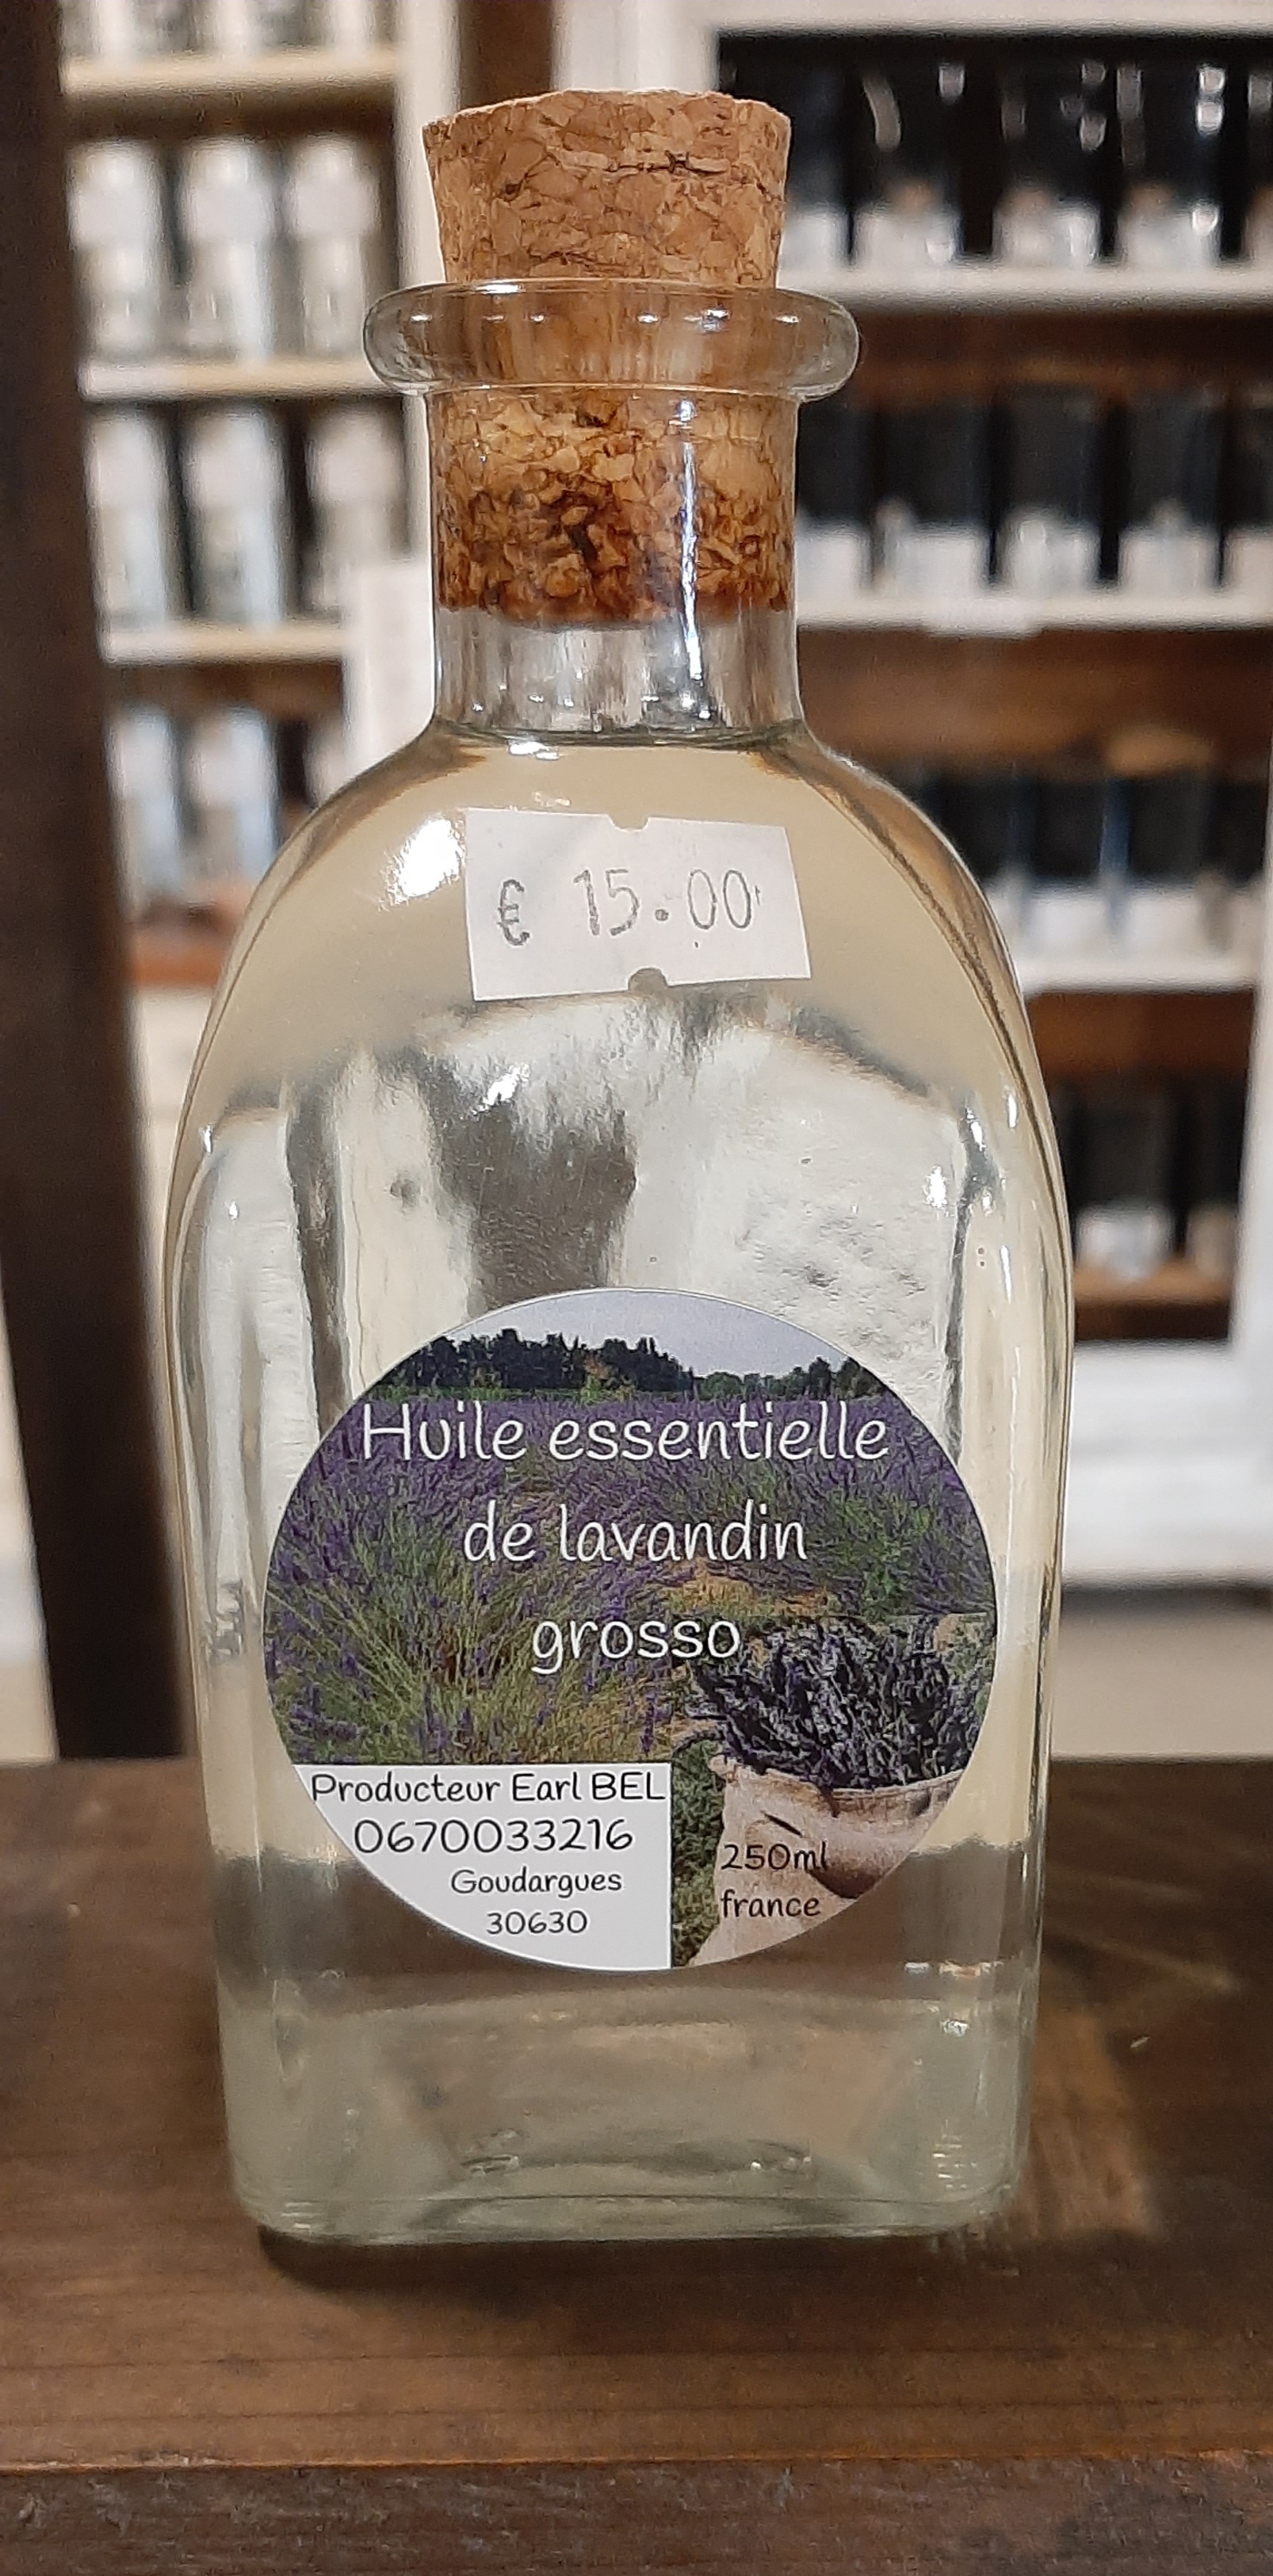 € 15.00
Huile essentielle
de lavandin
grosso
Producteur Earl BEL
0670033216
Goudargues
30630
250ml
france